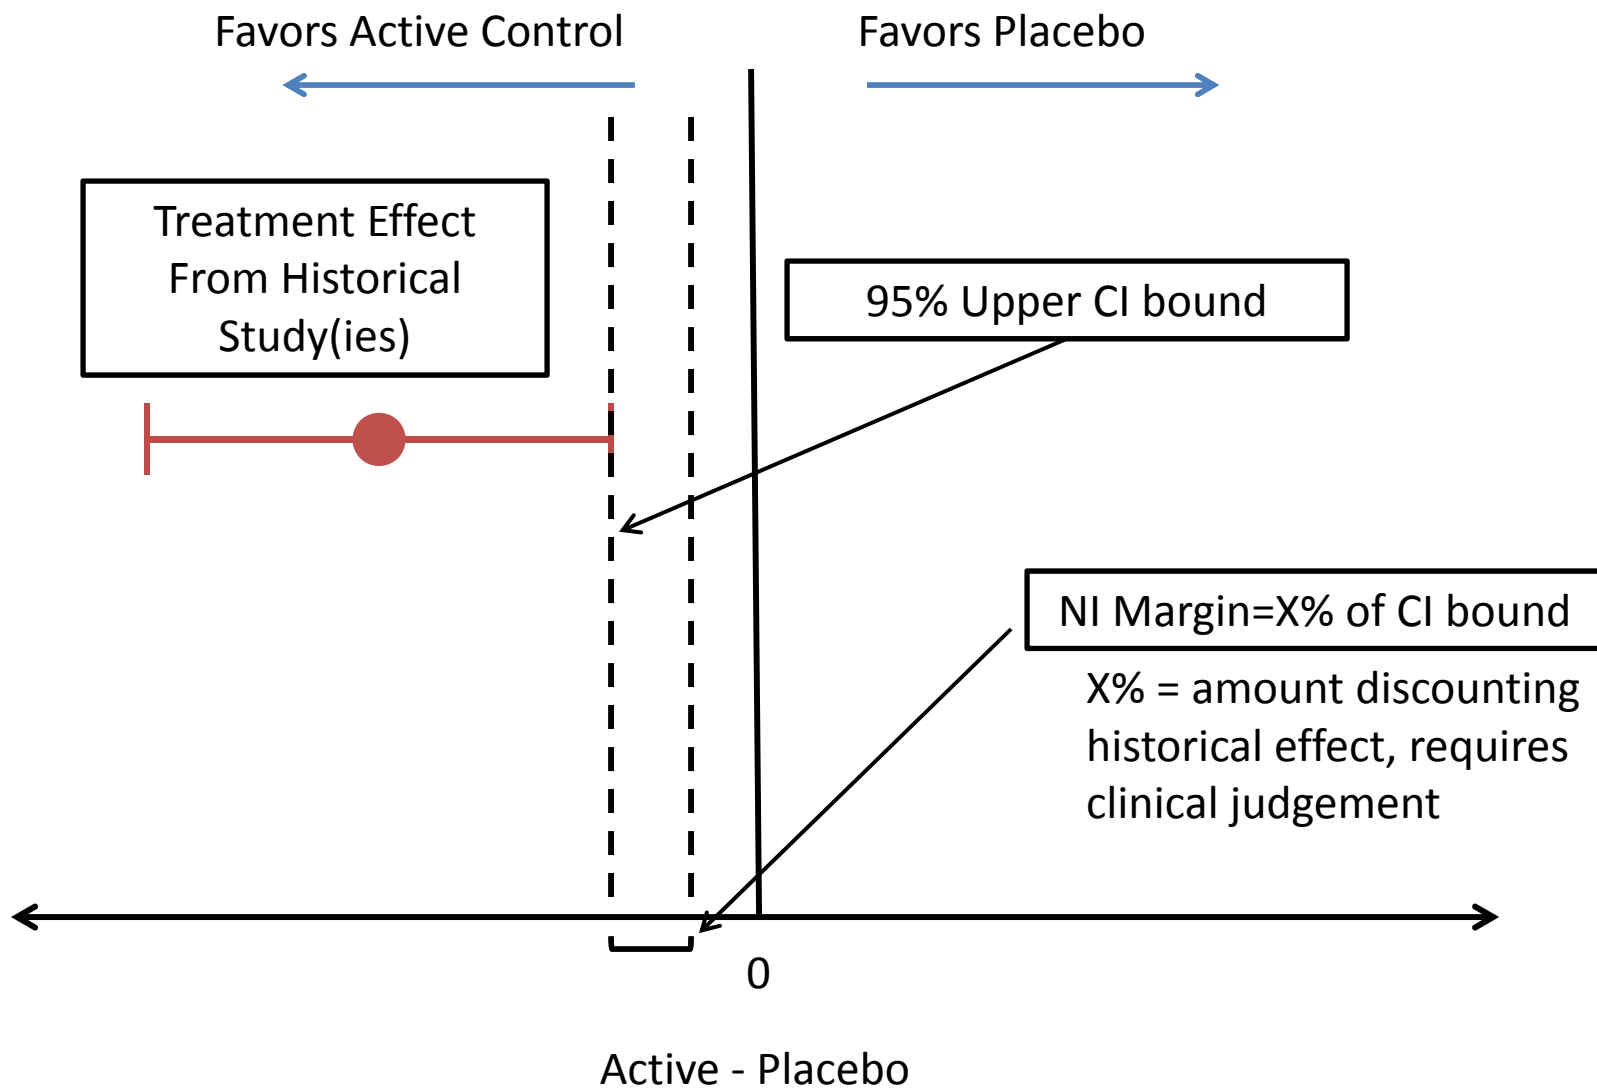 Favors Active Control
Favors Placebo
Treatment Effect
From Historical
Study(ies)
95% Upper CI bound
NI Margin=X% of CI bound
X% = amount discounting
historical effect, requires
clinical judgement
0
Active - Placebo